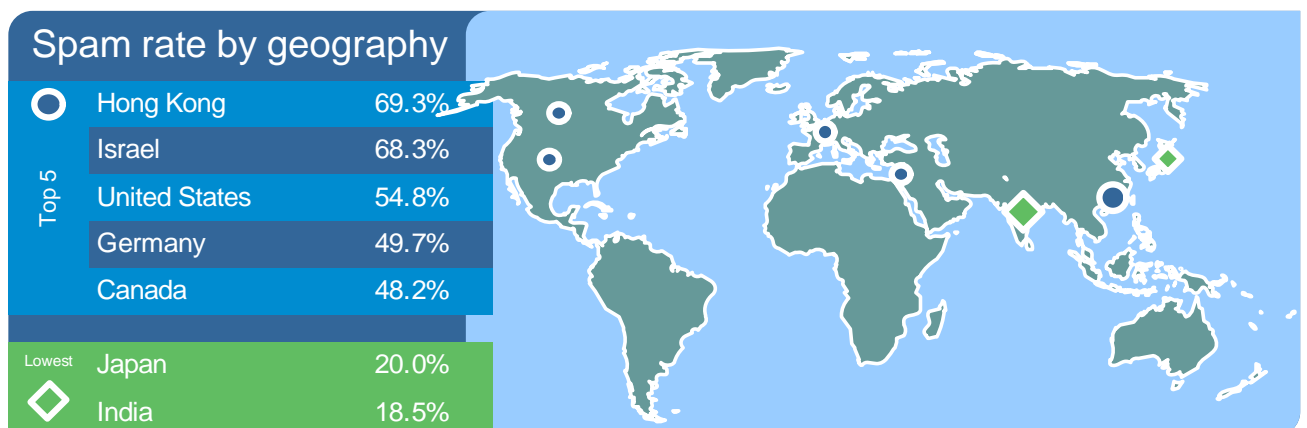 Spam rate by geography
Top 5
Hong Kong 69.3%
Israel 68.3%
United States 54.8%
Germany 49.7%
Canada 48.2%
Lowest
Japan 20.0%
India 18.5%